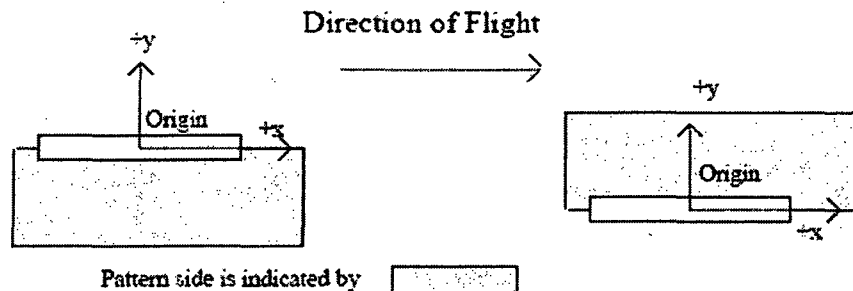 Direction of Flight
+y
Origin
+x
+y
Origin
+x
Pattern side is indicated by